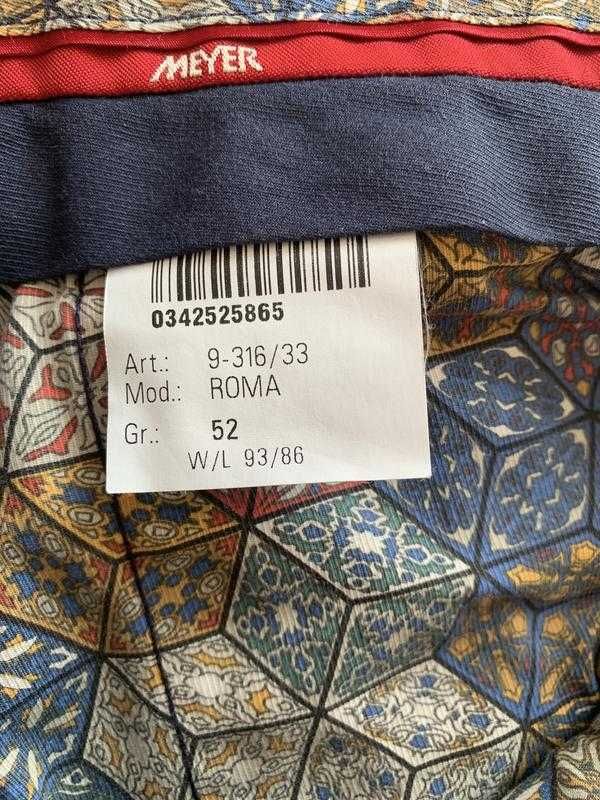 MEYER
0342525865
Art.: 9-316/33
Mod.: ROMA
Gr.: 52
W/L 93/86